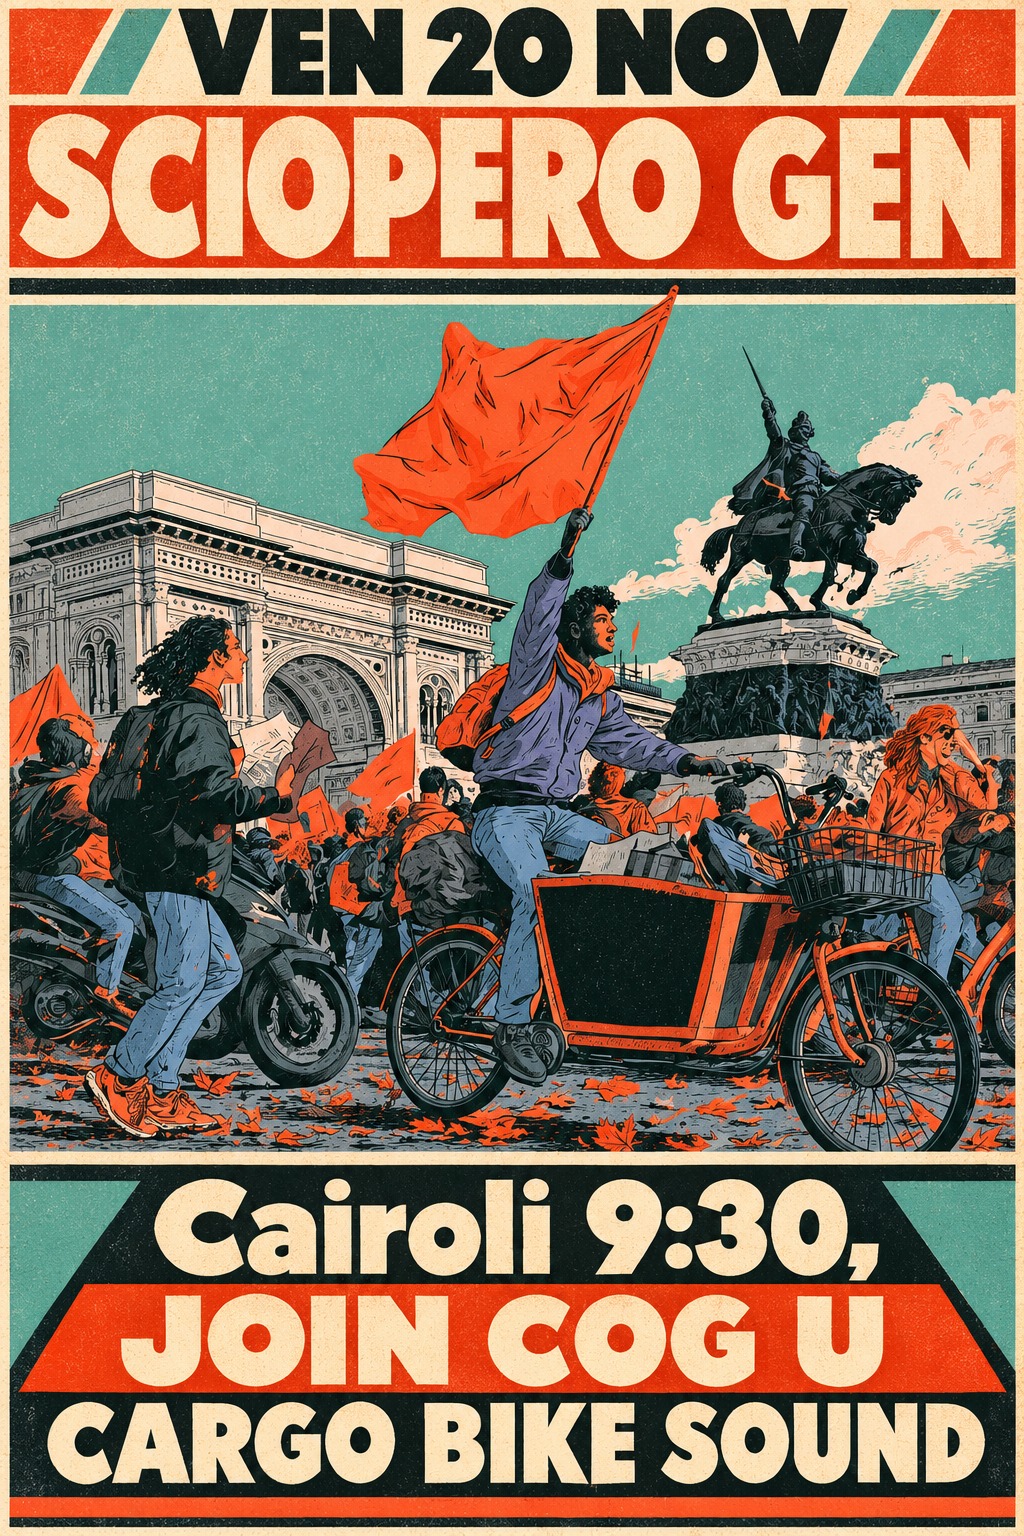 VEN 20 NOV
SCIOPERO GEN
Cairoli 9:30,
JOIN COG U
CARGO BIKE SOUND